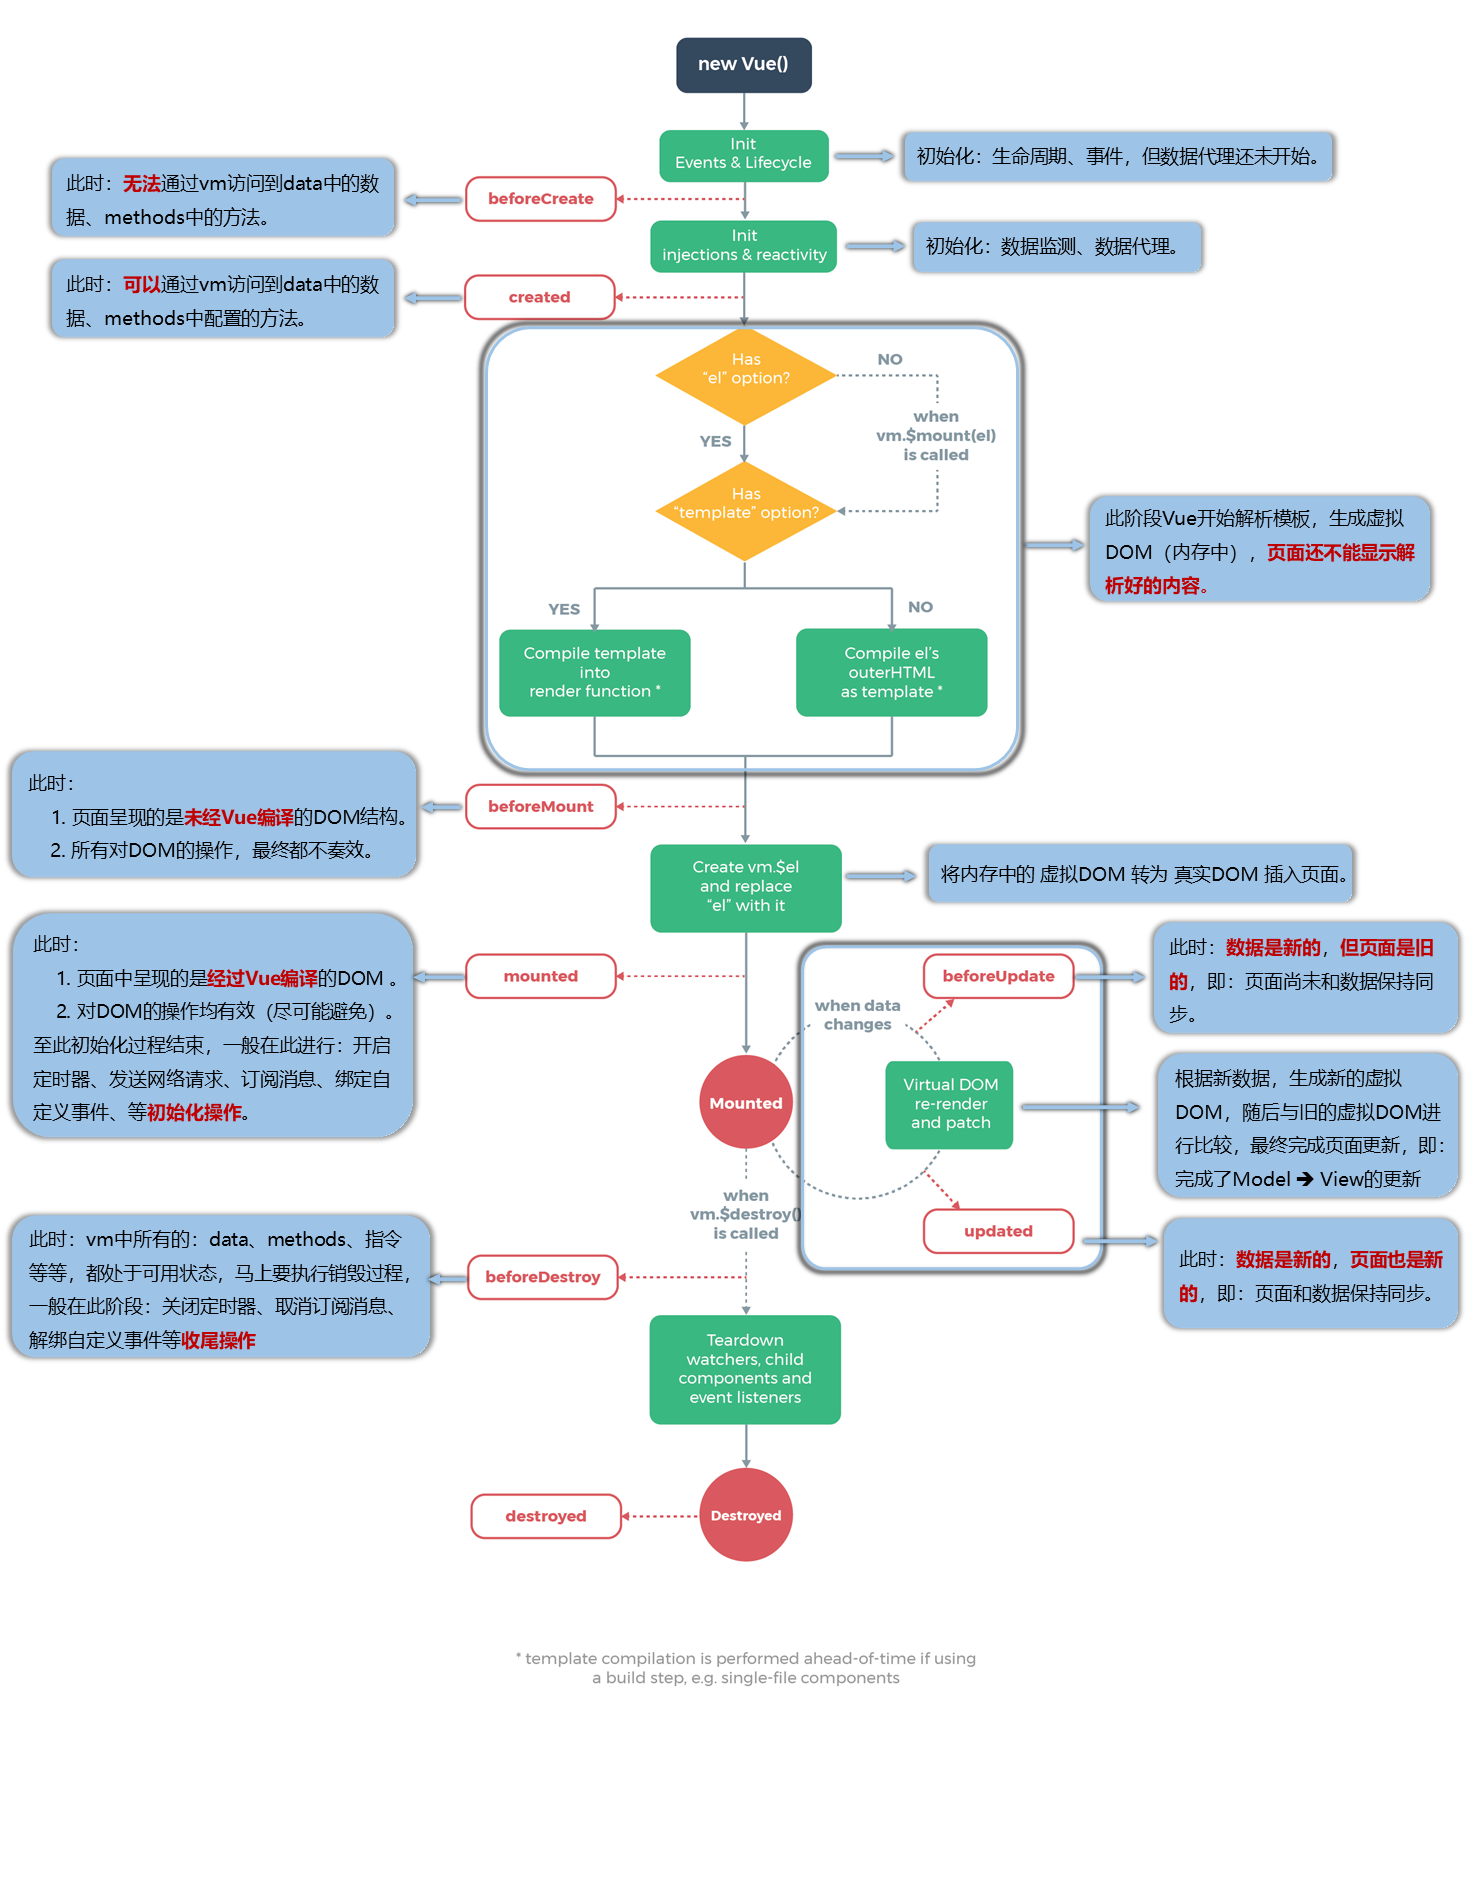 new Vue()
Init
Events & Lifecycle
初始化：生命周期、事件，但数据代理还未开始。
此时：无法通过vm访问到data中的数
据、methods中的方法。
beforeCreate
Init
injections & reactivity
初始化：数据监测、数据代理。
此时：可以通过vm访问到data中的数
据、methods中配置的方法。
created
Has
“el” option?
NO
when
vm.$mount(el)
is called
YES
Has
“template” option?
此阶段Vue开始解析模板，生成虚拟
DOM（内存中），页面还不能显示解
析好的内容。
YES
NO
Compile template
into
render function *
Compile el’s
outerHTML
as template *
此时：
1. 页面呈现的是未经Vue编译的DOM结构。
2. 所有对DOM的操作，最终都不奏效。
beforeMount
Create vm.$el
and replace
“el” with it
将内存中的 虚拟DOM 转为 真实DOM 插入页面。
此时：
1. 页面中呈现的是经过Vue编译的DOM 。
2. 对DOM的操作均有效（尽可能避免）。
至此初始化过程结束，一般在此进行：开启
定时器、发送网络请求、订阅消息、绑定自
定义事件、等初始化操作。
mounted
beforeUpdate
此时：数据是新的，但页面是旧
的，即：页面尚未和数据保持同
步。
when data
changes
Mounted
Virtual DOM
re-render
and patch
根据新数据，生成新的虚拟
DOM，随后与旧的虚拟DOM进
行比较，最终完成页面更新，即：
完成了Model ➔ View的更新
when
vm.$destroy()
is called
updated
此时：数据是新的，页面也是新
的，即：页面和数据保持同步。
此时：vm中所有的：data、methods、指令
等等，都处于可用状态，马上要执行销毁过程，
一般在此阶段：关闭定时器、取消订阅消息、
解绑自定义事件等收尾操作
beforeDestroy
Teardown
watchers, child
components and
event listeners
destroyed
Destroyed
* template compilation is performed ahead-of-time if using
a build step, e.g. single-file components